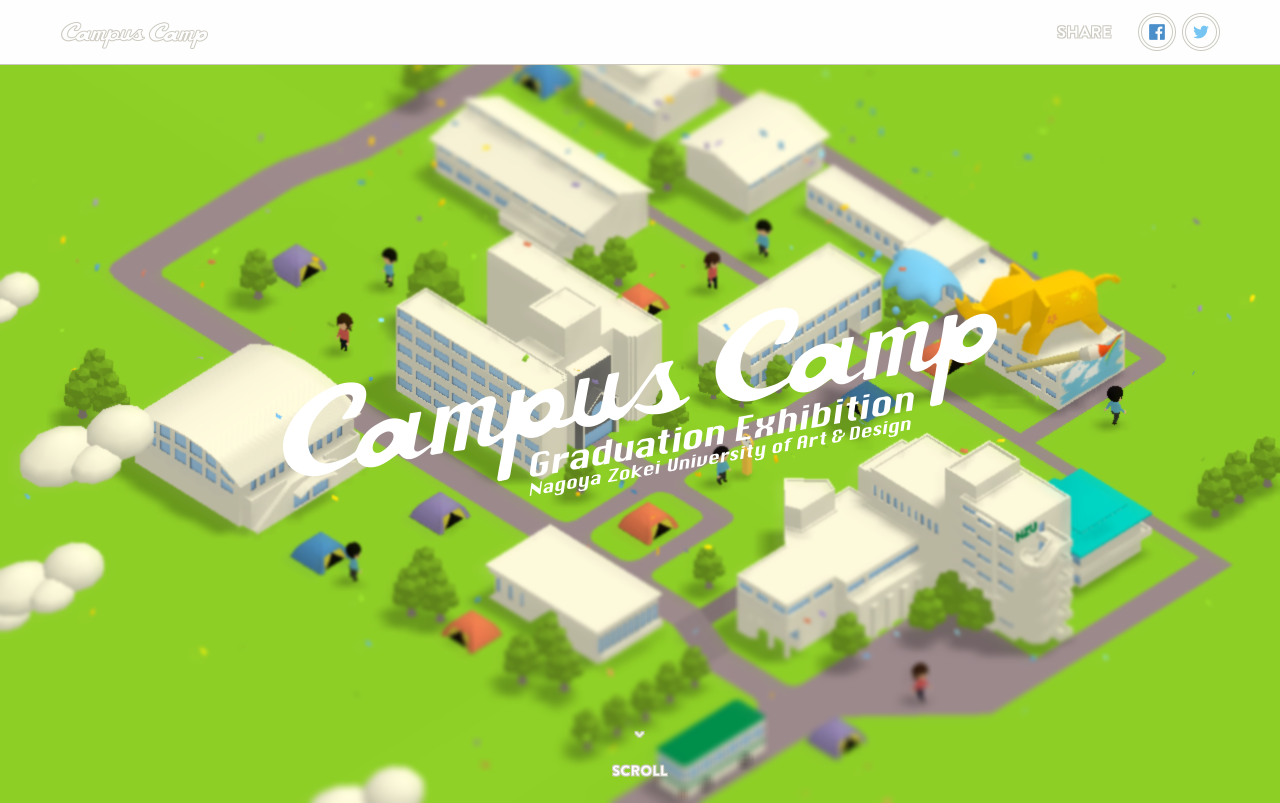 Campus Camp
SHARE
Campus Camp
Graduation Exhibition
Nagoya Zokei University of Art & Design
NZU
SCROLL